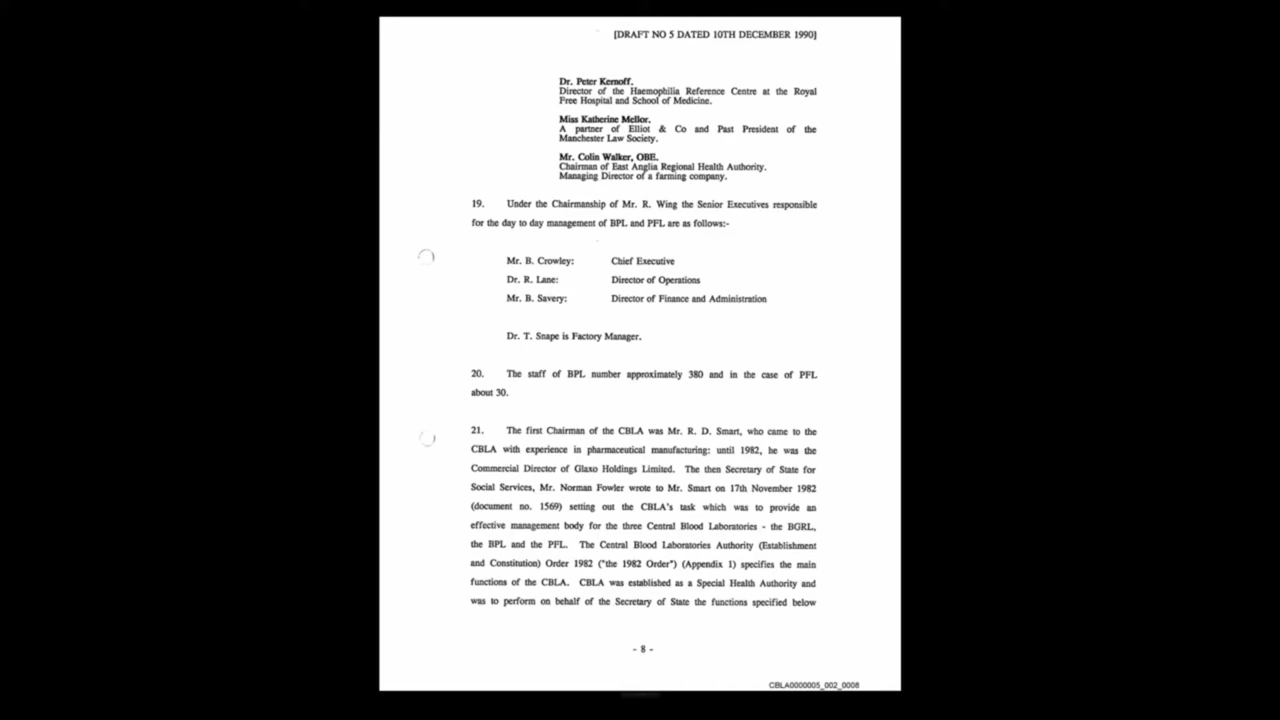 [DRAFT NO 5 DATED 10TH DECEMBER 1990]
Dr. Peter Kernoff.
Director of the Haemophilia Reference Centre at the Royal
Free Hospital and School of Medicine.
Miss Katherine Mellor.
A partner of Elliot & Co and Past President of the
Manchester Law Society.
Mr. Colin Walker, OBE.
Chairman of East Anglia Regional Health Authority.
Managing Director of a farming company.
19. Under the Chairmanship of Mr. R. Wing the Senior Executives responsible
for the day to day management of BPL and PFL are as follows:-
Mr. B. Crowley: Chief Executive
Dr. R. Lane: Director of Operations
Mr. B. Savery: Director of Finance and Administration
Dr. T. Snape is Factory Manager.
20. The staff of BPL number approximately 380 and in the case of PFL
about 30.
21. The first Chairman of the CBLA was Mr. R. D. Smart, who came to the
CBLA with experience in pharmaceutical manufacturing: until 1982, he was the
Commercial Director of Glaxo Holdings Limited. The then Secretary of State for
Social Services, Mr. Norman Fowler wrote to Mr. Smart on 17th November 1982
(document no. 1569) setting out the CBLA's task which was to provide an
effective management body for the three Central Blood Laboratories - the BGRL,
the BPL and the PFL. The Central Blood Laboratories Authority (Establishment
and Constitution) Order 1982 ("the 1982 Order") (Appendix 1) specifies the main
functions of the CBLA. CBLA was established as a Special Health Authority and
was to perform on behalf of the Secretary of State the functions specified below
- 8 -
CBLA0000005_002_0008